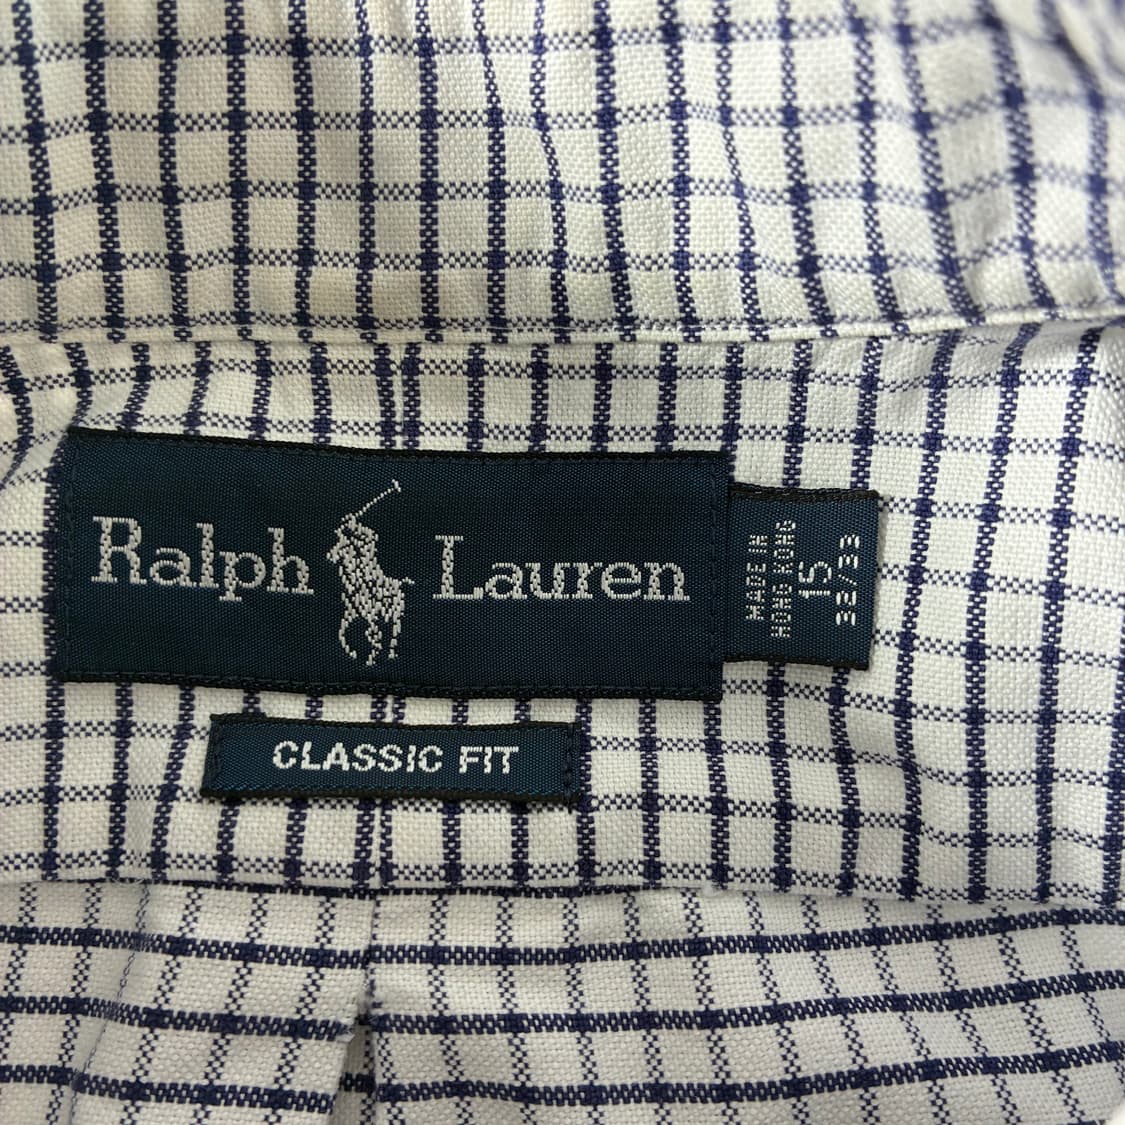 Ralph Lauren
MADE IN
HONG KONG
15
32/33
CLASSIC FIT